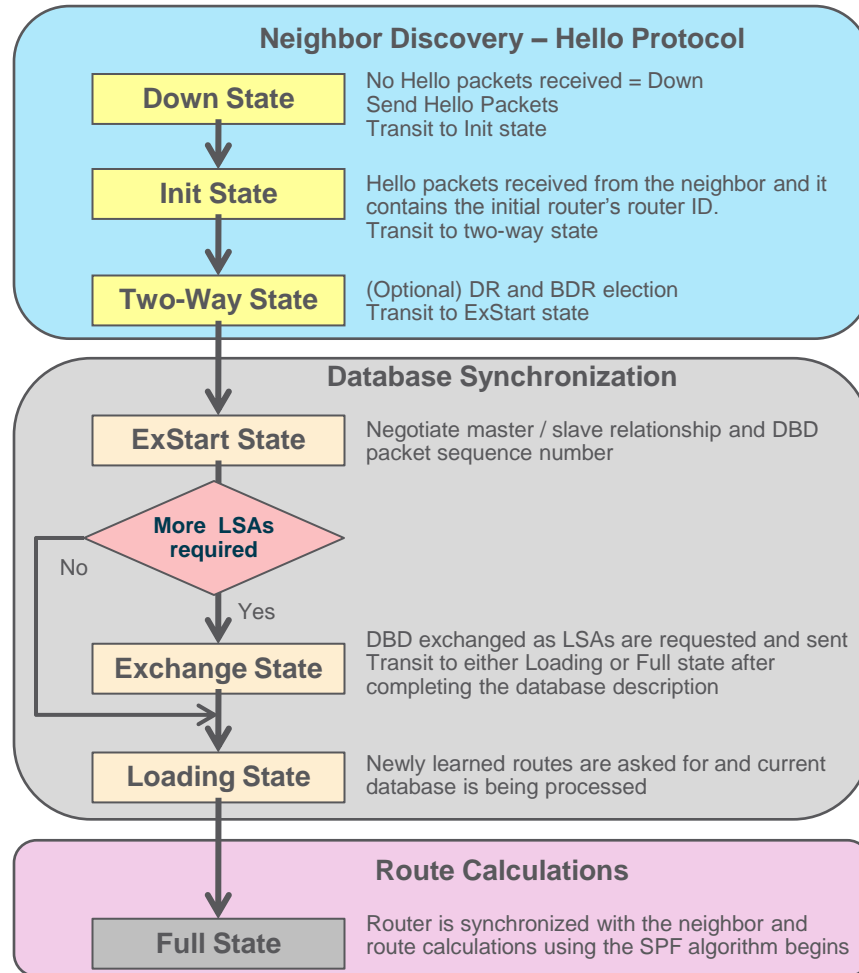 Neighbor Discovery – Hello Protocol
Down State
No Hello packets received = Down
Send Hello Packets
Transit to Init state
Init State
Hello packets received from the neighbor and it
contains the initial router's router ID.
Transit to two-way state
Two-Way State
(Optional) DR and BDR election
Transit to ExStart state
Database Synchronization
ExStart State
Negotiate master / slave relationship and DBD
packet sequence number
More LSAs
required
No
Yes
Exchange State
DBD exchanged as LSAs are requested and sent
Transit to either Loading or Full state after
completing the database description
Loading State
Newly learned routes are asked for and current
database is being processed
Route Calculations
Full State
Router is synchronized with the neighbor and
route calculations using the SPF algorithm begins